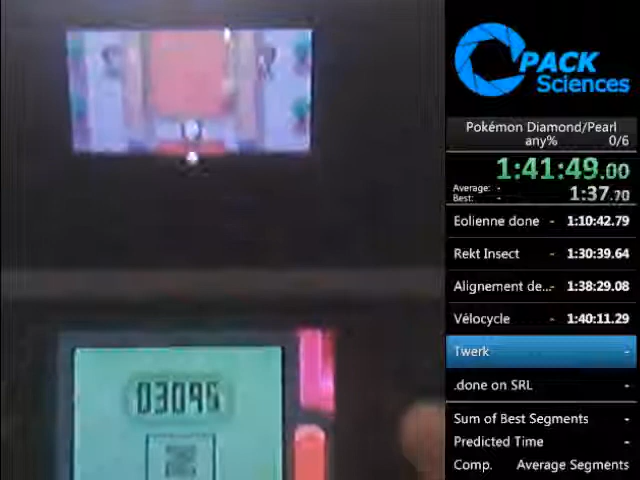 PACK
Sciences
Pokémon Diamond/Pearl
any% 0/6
1:41:49.00
Average: -
Best: -
1:37.70
Eolienne done - 1:10:42.79
Rekt Insect - 1:30:39.64
Alignement de... - 1:38:29.08
Vélocycle - 1:40:11.29
Twerk -
.done on SRL -
Sum of Best Segments -
Predicted Time -
Comp. Average Segments
03095